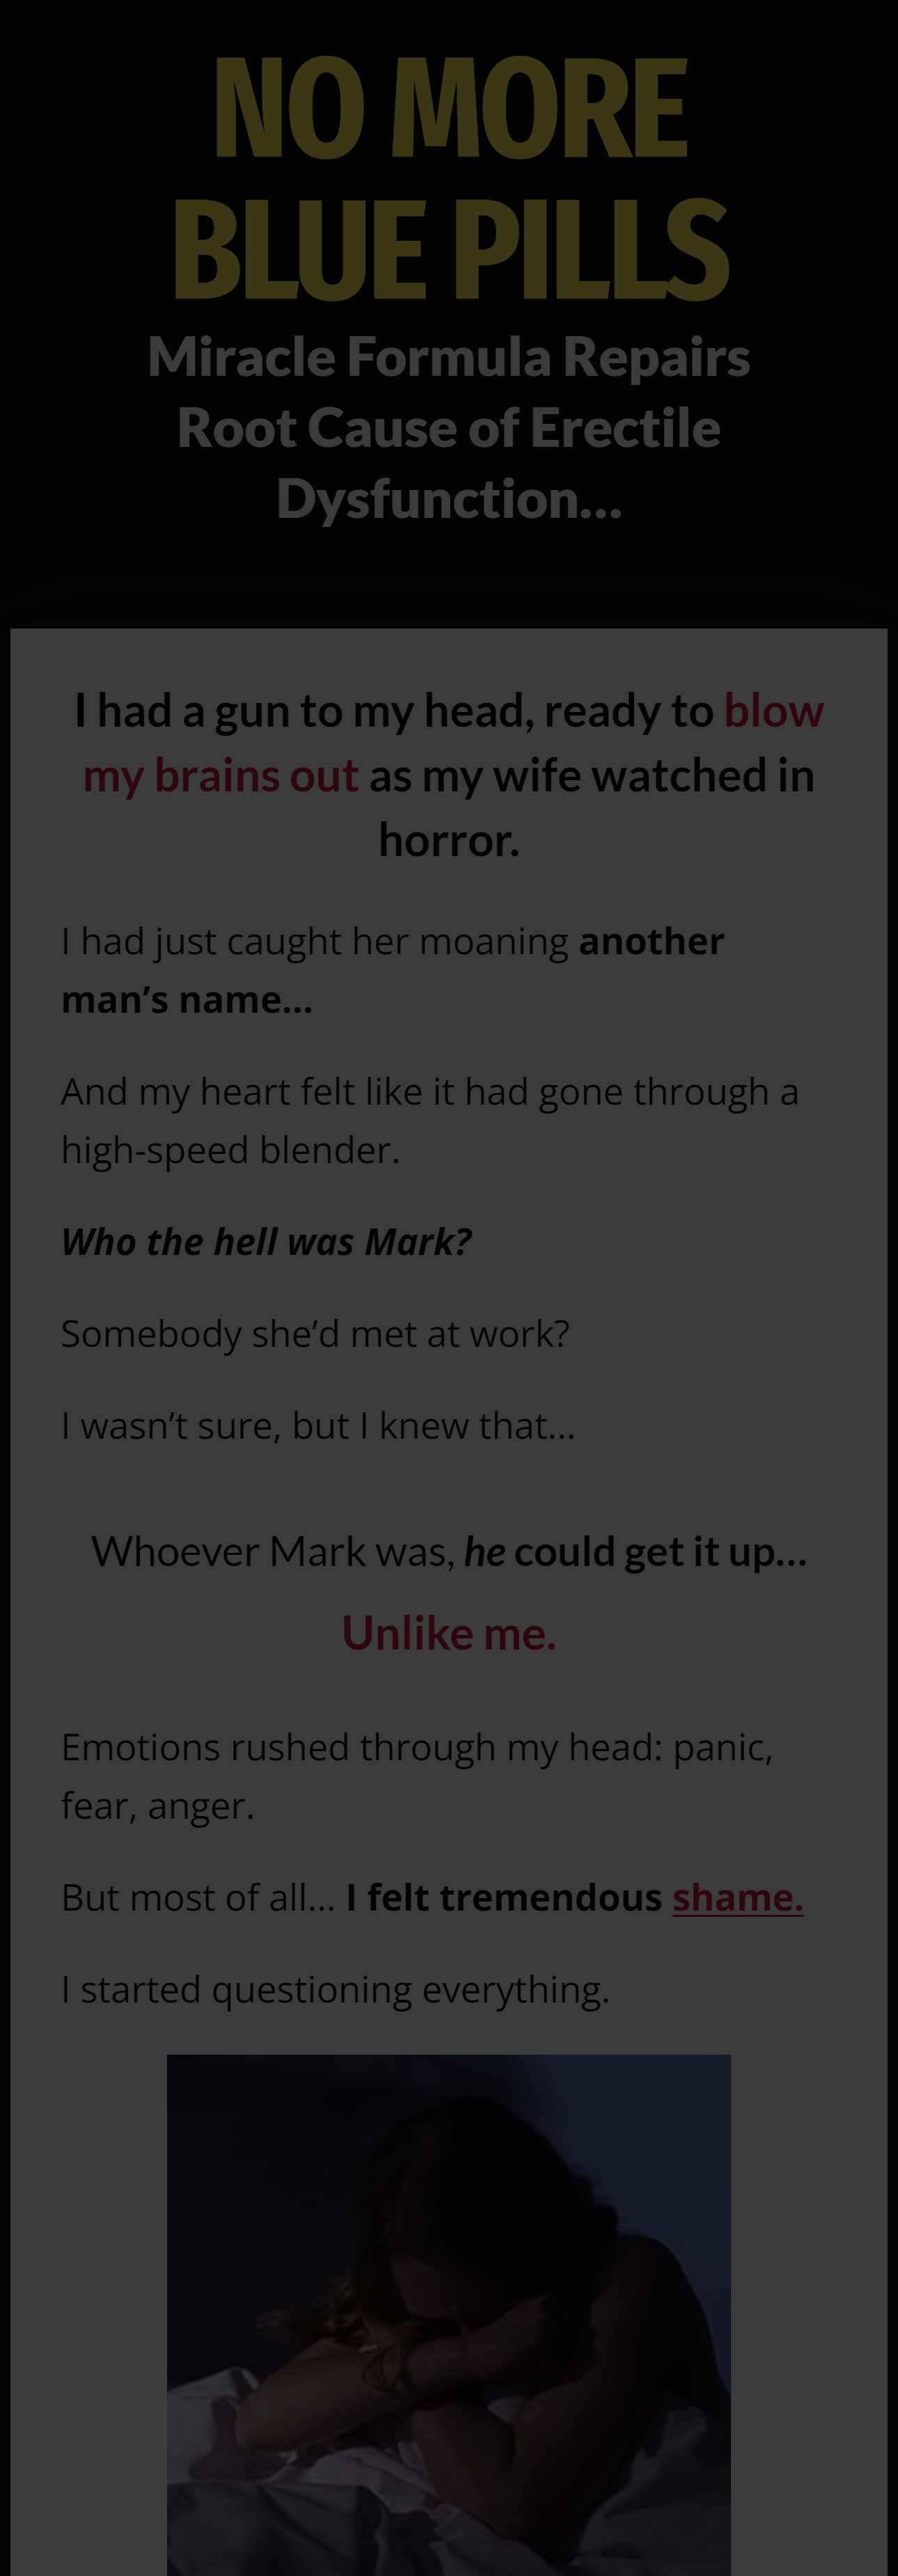 NO MORE
BLUE PILLS
Miracle Formula Repairs
Root Cause of Erectile
Dysfunction...
I had a gun to my head, ready to blow
my brains out as my wife watched in
horror.
I had just caught her moaning another
man’s name...
And my heart felt like it had gone through a
high-speed blender.
Who the hell was Mark?
Somebody she’d met at work?
I wasn’t sure, but I knew that...
Whoever Mark was, he could get it up...
Unlike me.
Emotions rushed through my head: panic,
fear, anger.
But most of all... I felt tremendous shame.
I started questioning everything.